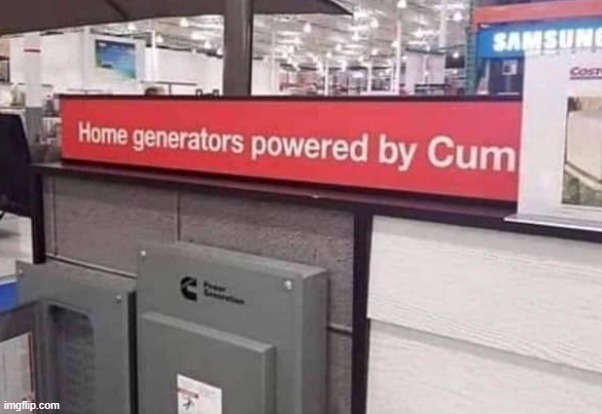 SAMSUNG
COST
Home generators powered by Cum
Power
Generation
imgflip.com